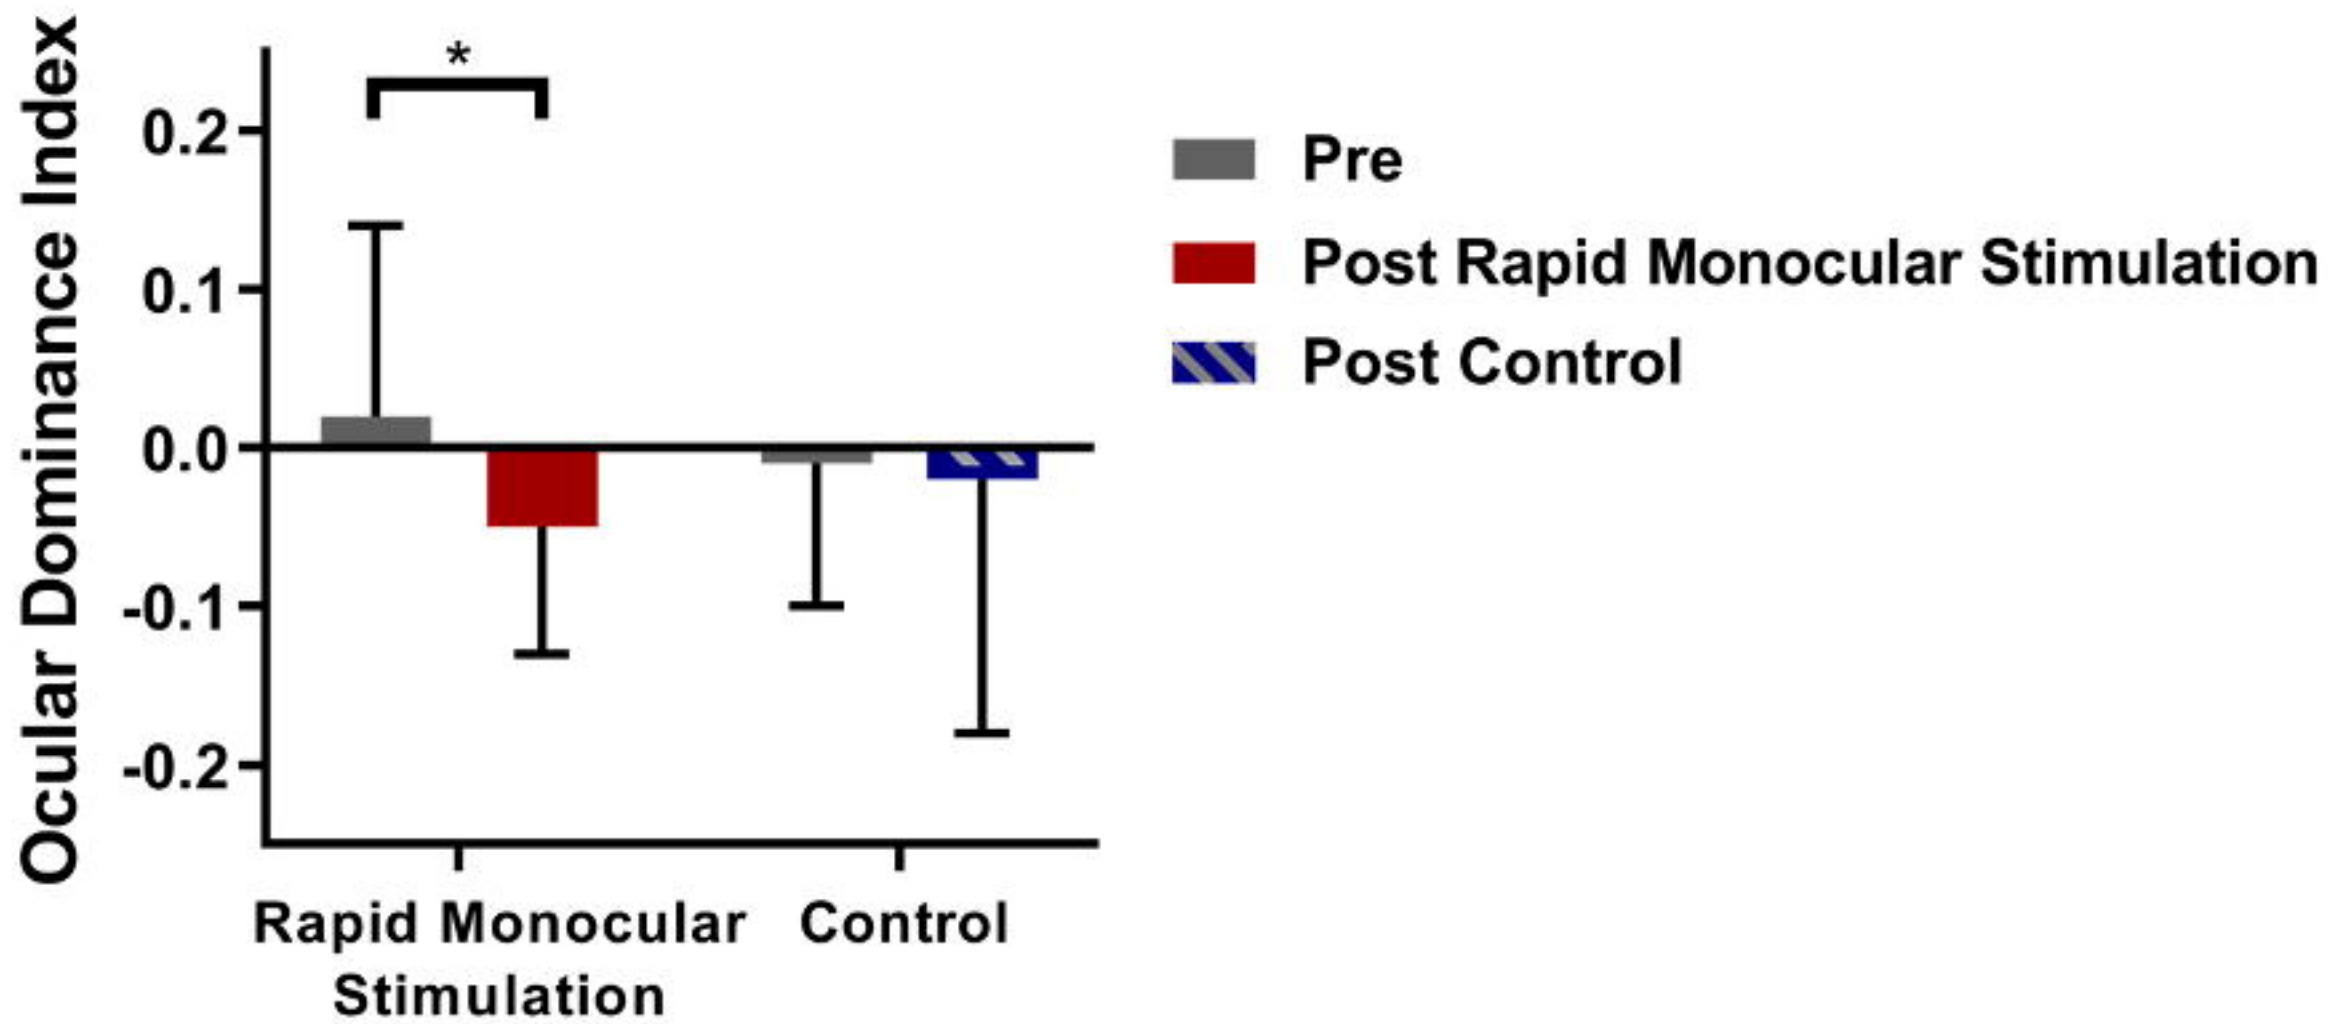 Ocular Dominance Index
*
0.2
0.1
0.0
-0.1
-0.2
Rapid Monocular
Stimulation
Control
Pre
Post Rapid Monocular Stimulation
Post Control